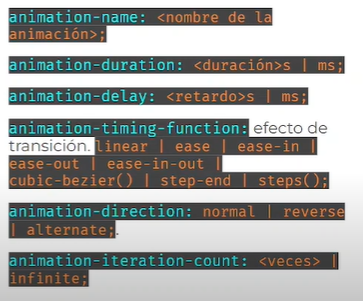 animation-name: <nombre de la
animación>;
animation-duration: <duración>s | ms;
animation-delay: <retardo>s | ms;
animation-timing-function: efecto de
transición. linear | ease | ease-in |
ease-out | ease-in-out |
cubic-bezier() | step-end | steps();
animation-direction: normal | reverse
| alternate;.
animation-iteration-count: <veces> |
infinite;